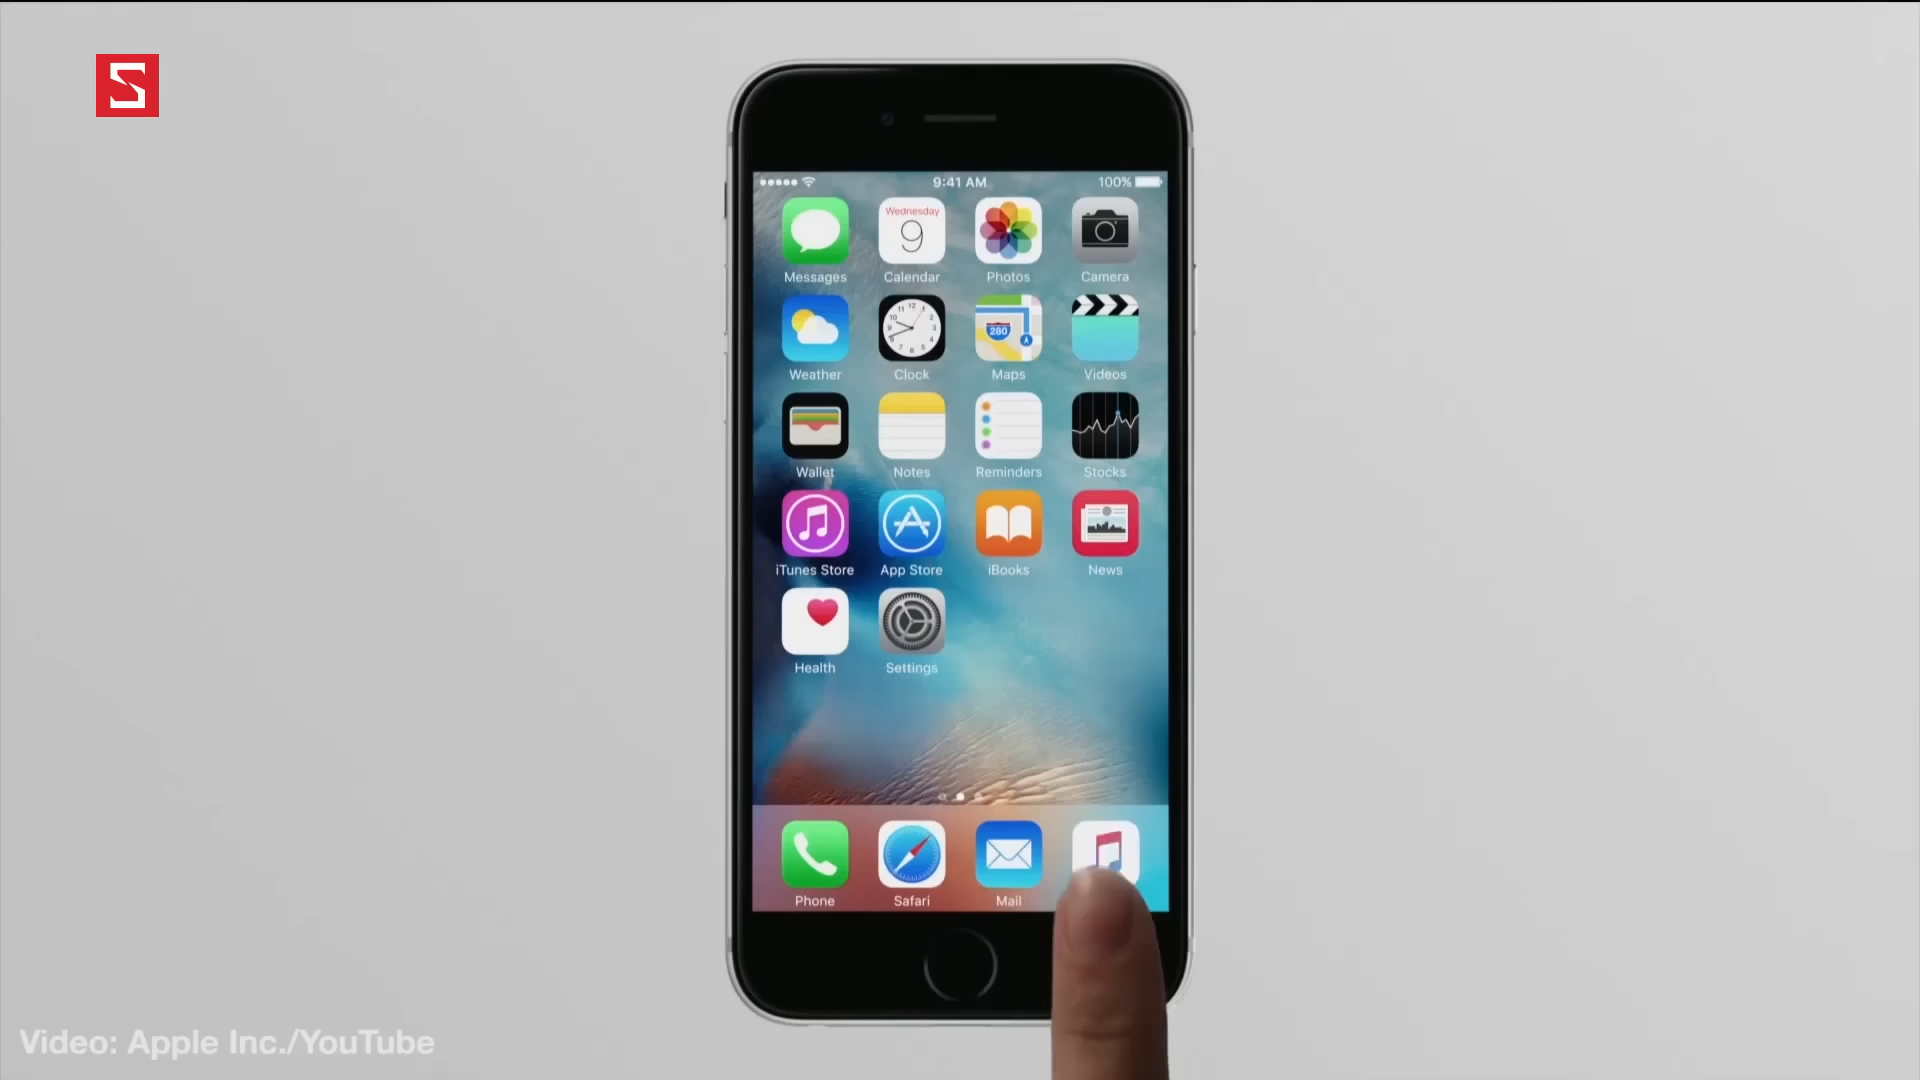 S
9:41 AM 100%
Wednesday
9
Messages Calendar Photos Camera
280
Weather Clock Maps Videos
Wallet Notes Reminders Stocks
iTunes Store App Store iBooks News
Health Settings
Phone Safari Mail
Video: Apple Inc./YouTube